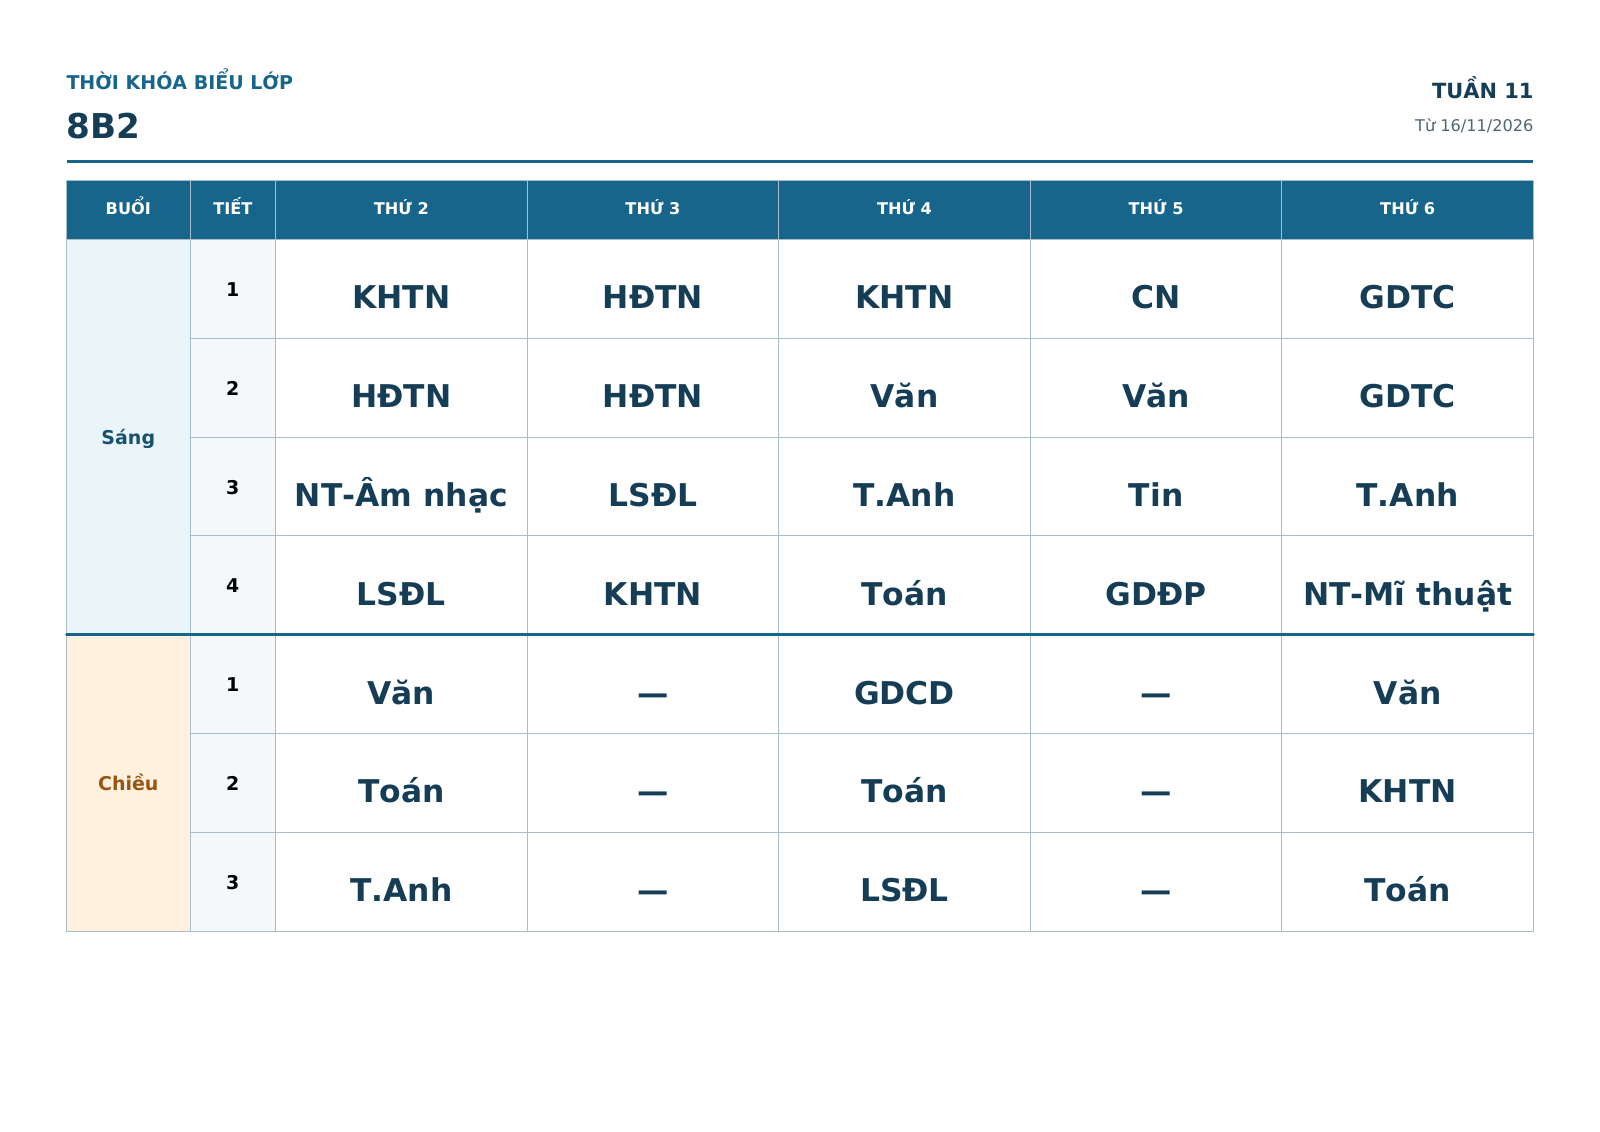 THỜI KHÓA BIỂU LỚP
8B2
TUẦN 11
Từ 16/11/2026
BUỔI TIẾT THỨ 2 THỨ 3 THỨ 4 THỨ 5 THỨ 6
Sáng
1 KHTN HĐTN KHTN CN GDTC
2 HĐTN HĐTN Văn Văn GDTC
3 NT-Âm nhạc LSĐL T.Anh Tin T.Anh
4 LSĐL KHTN Toán GDĐP NT-Mĩ thuật
Chiều
1 Văn — GDCD — Văn
2 Toán — Toán — KHTN
3 T.Anh — LSĐL — Toán